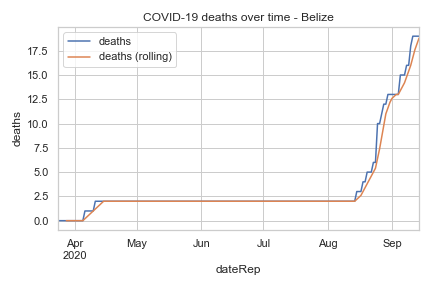 COVID-19 deaths over time - Belize
deaths
deaths (rolling)
deaths
17.5
15.0
12.5
10.0
7.5
5.0
2.5
0.0
Apr May Jun Jul Aug Sep
2020
dateRep